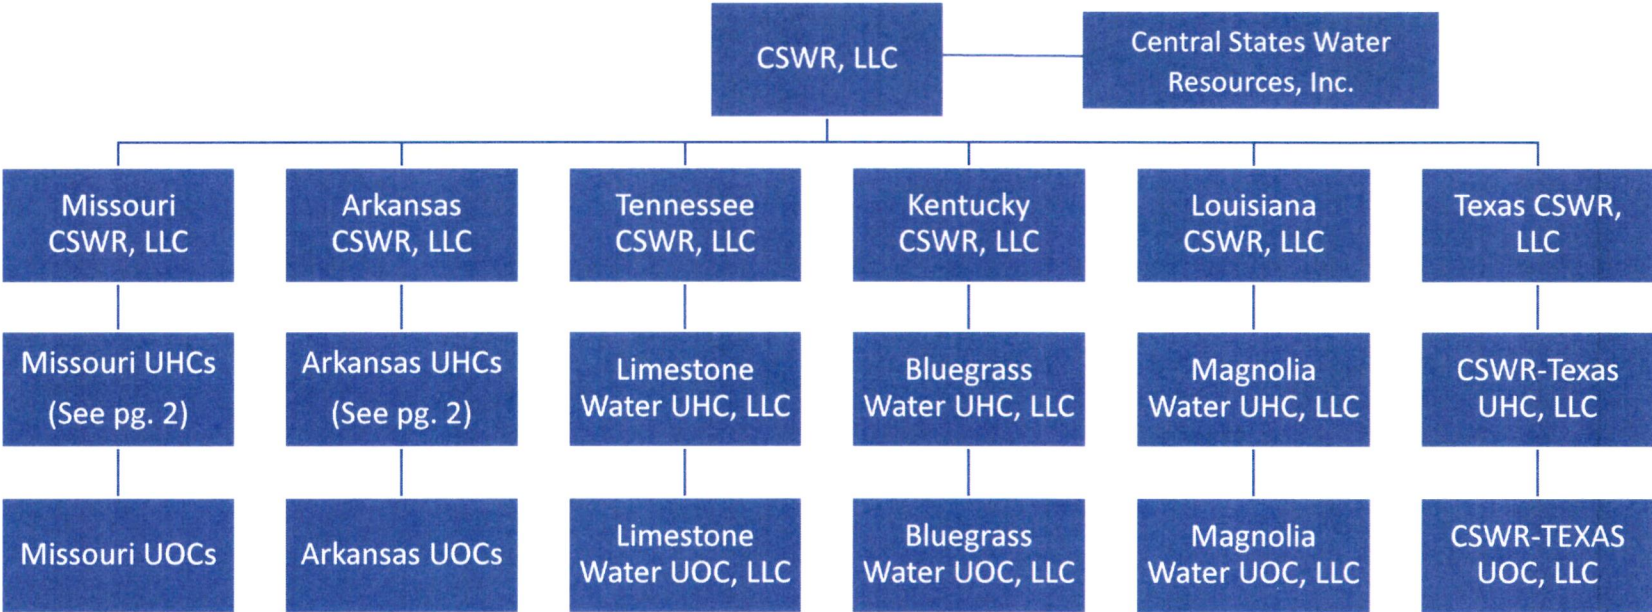 CSWR, LLC
Central States Water
Resources, Inc.
Missouri
CSWR, LLC
Arkansas
CSWR, LLC
Tennessee
CSWR, LLC
Kentucky
CSWR, LLC
Louisiana
CSWR, LLC
Texas CSWR,
LLC
Missouri UHCs
(See pg. 2)
Arkansas UHCs
(See pg. 2)
Limestone
Water UHC, LLC
Bluegrass
Water UHC, LLC
Magnolia
Water UHC, LLC
CSWR-Texas
UHC, LLC
Missouri UOCs
Arkansas UOCs
Limestone
Water UOC, LLC
Bluegrass
Water UOC, LLC
Magnolia
Water UOC, LLC
CSWR-TEXAS
UOC, LLC